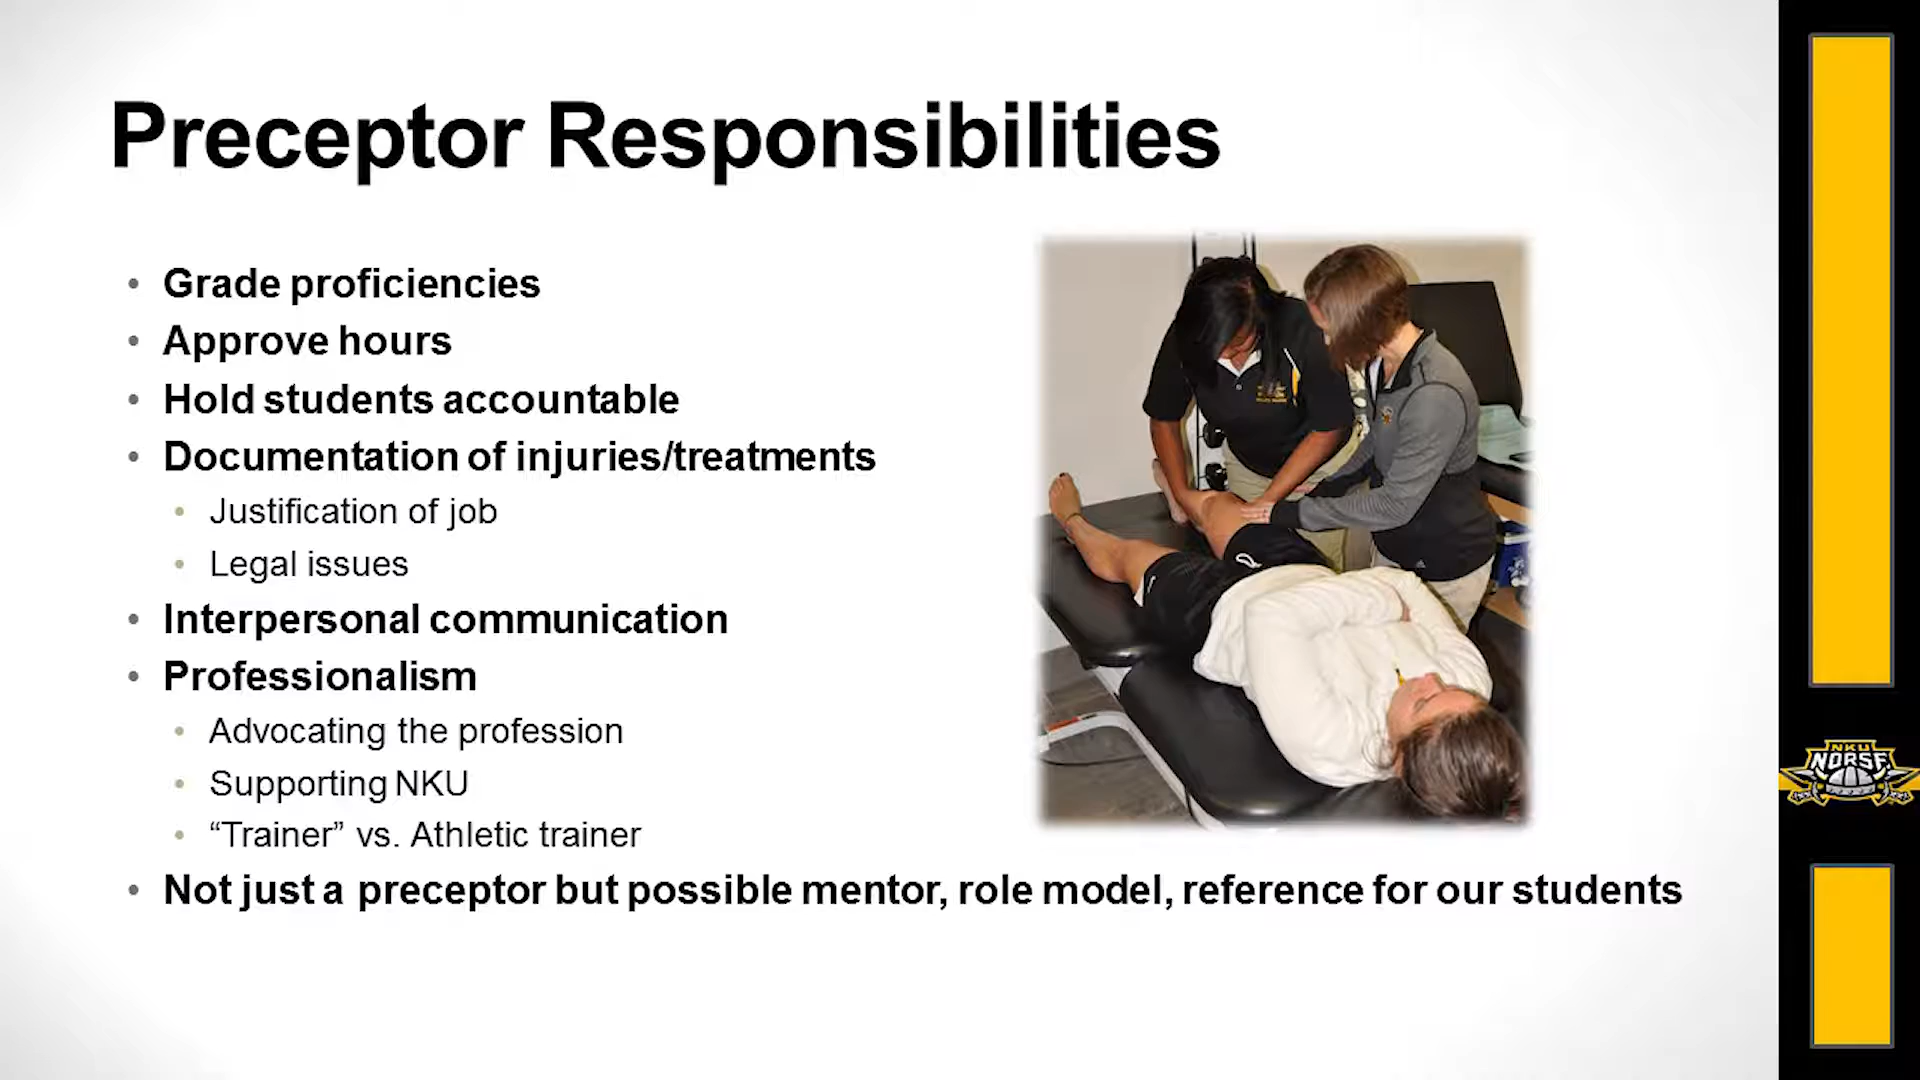 Preceptor Responsibilities
• Grade proficiencies
• Approve hours
• Hold students accountable
• Documentation of injuries/treatments
• Justification of job
• Legal issues
• Interpersonal communication
• Professionalism
• Advocating the profession
• Supporting NKU
• “Trainer” vs. Athletic trainer
• Not just a preceptor but possible mentor, role model, reference for our students
NKU
NORSE